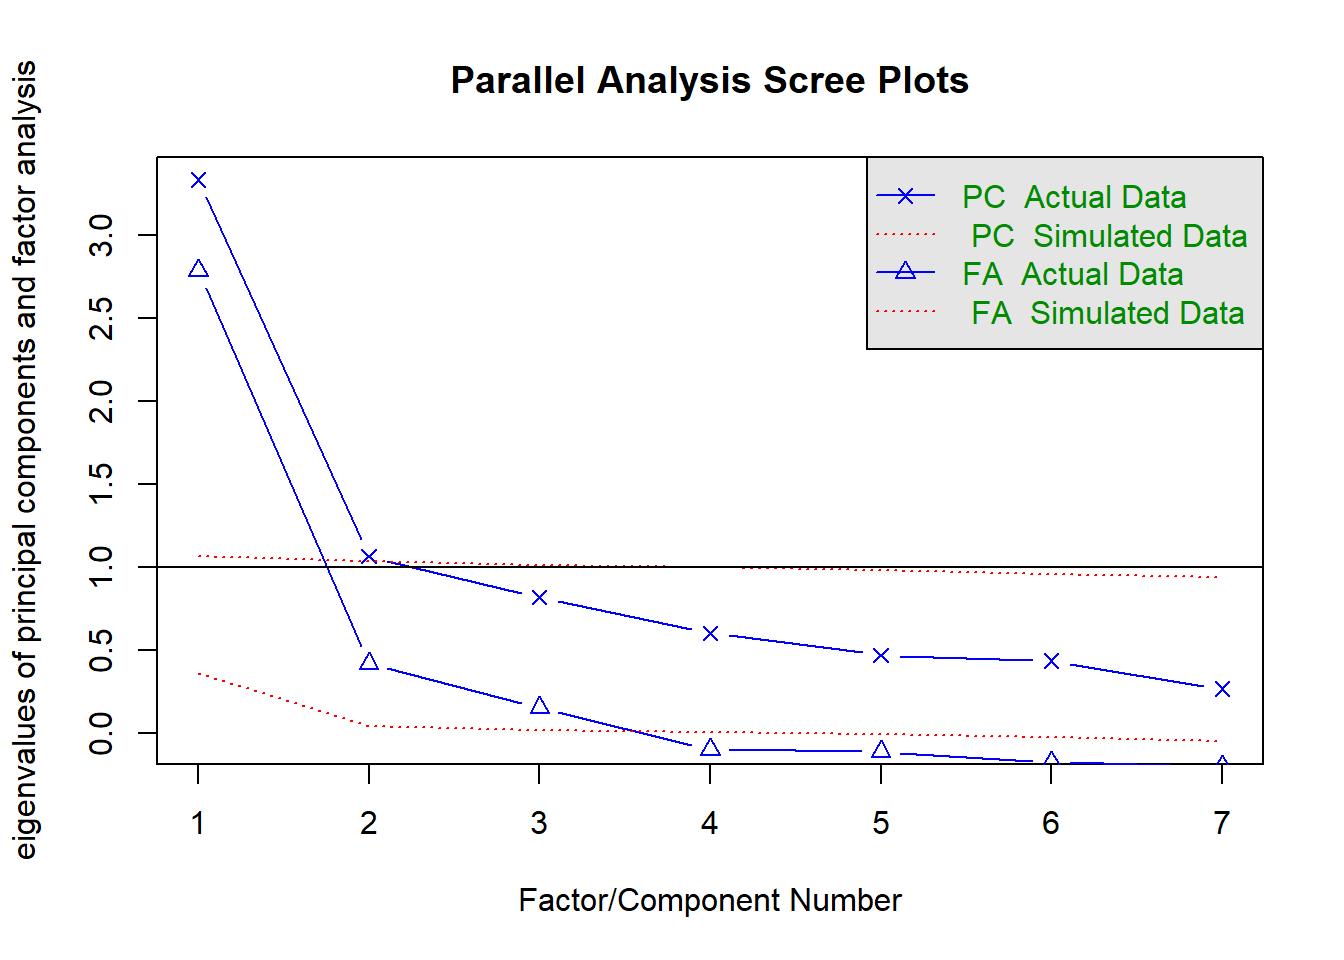 Parallel Analysis Scree Plots
eigenvalues of principal components and factor analysis
3.0
2.5
2.0
1.5
1.0
0.5
0.0
PC Actual Data
PC Simulated Data
FA Actual Data
FA Simulated Data
1 2 3 4 5 6 7
Factor/Component Number